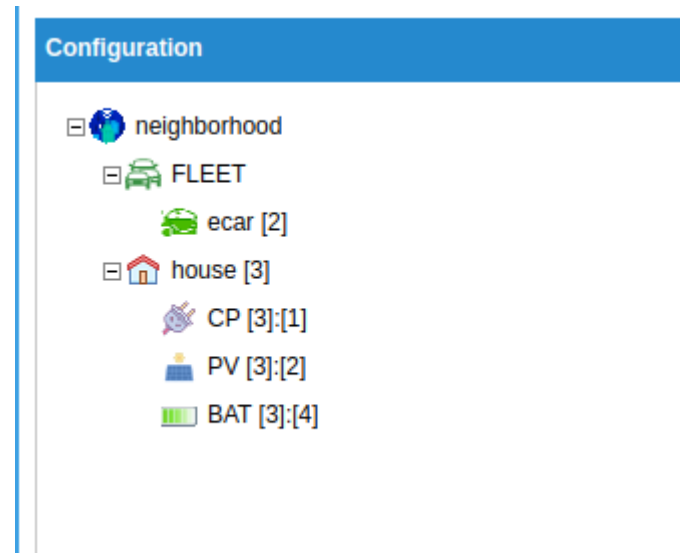 Configuration
neighborhood
FLEET
ecar [2]
house [3]
CP [3]:[1]
PV [3]:[2]
BAT [3]:[4]